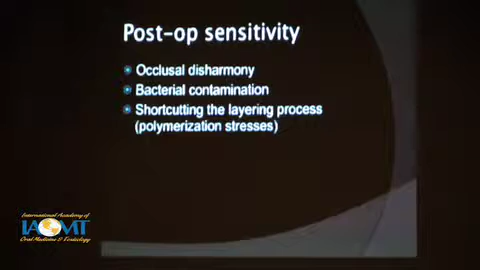 Post-op sensitivity
Occlusal disharmony
Bacterial contamination
Shortcutting the layering process
(polymerization stresses)
International Academy of
IAOMT
Oral Medicine & Toxicology